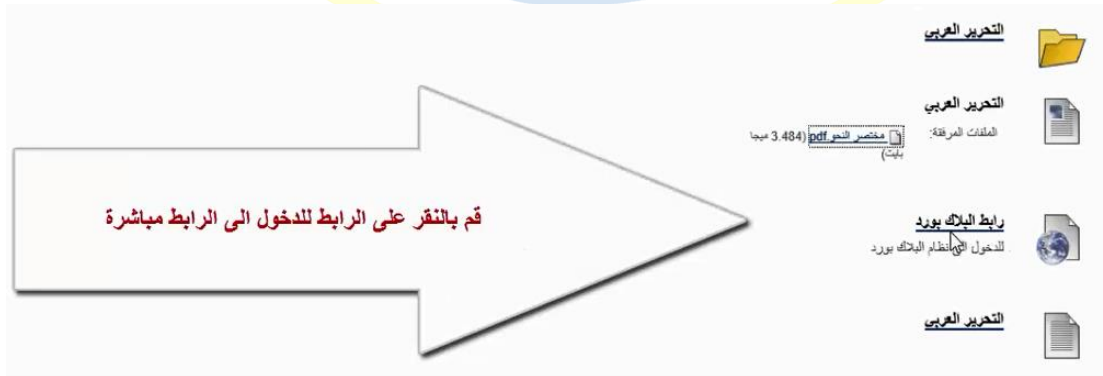 التحرير العربي
التحرير العربي
الملفات المرفقة: مختصر النحو.pdf (3.484 ميجا
بايت)
قم بالنقر على الرابط للدخول الى الرابط مباشرة
رابط البلاك بورد
للدخول الى نظام البلاك بورد
التحرير العربي